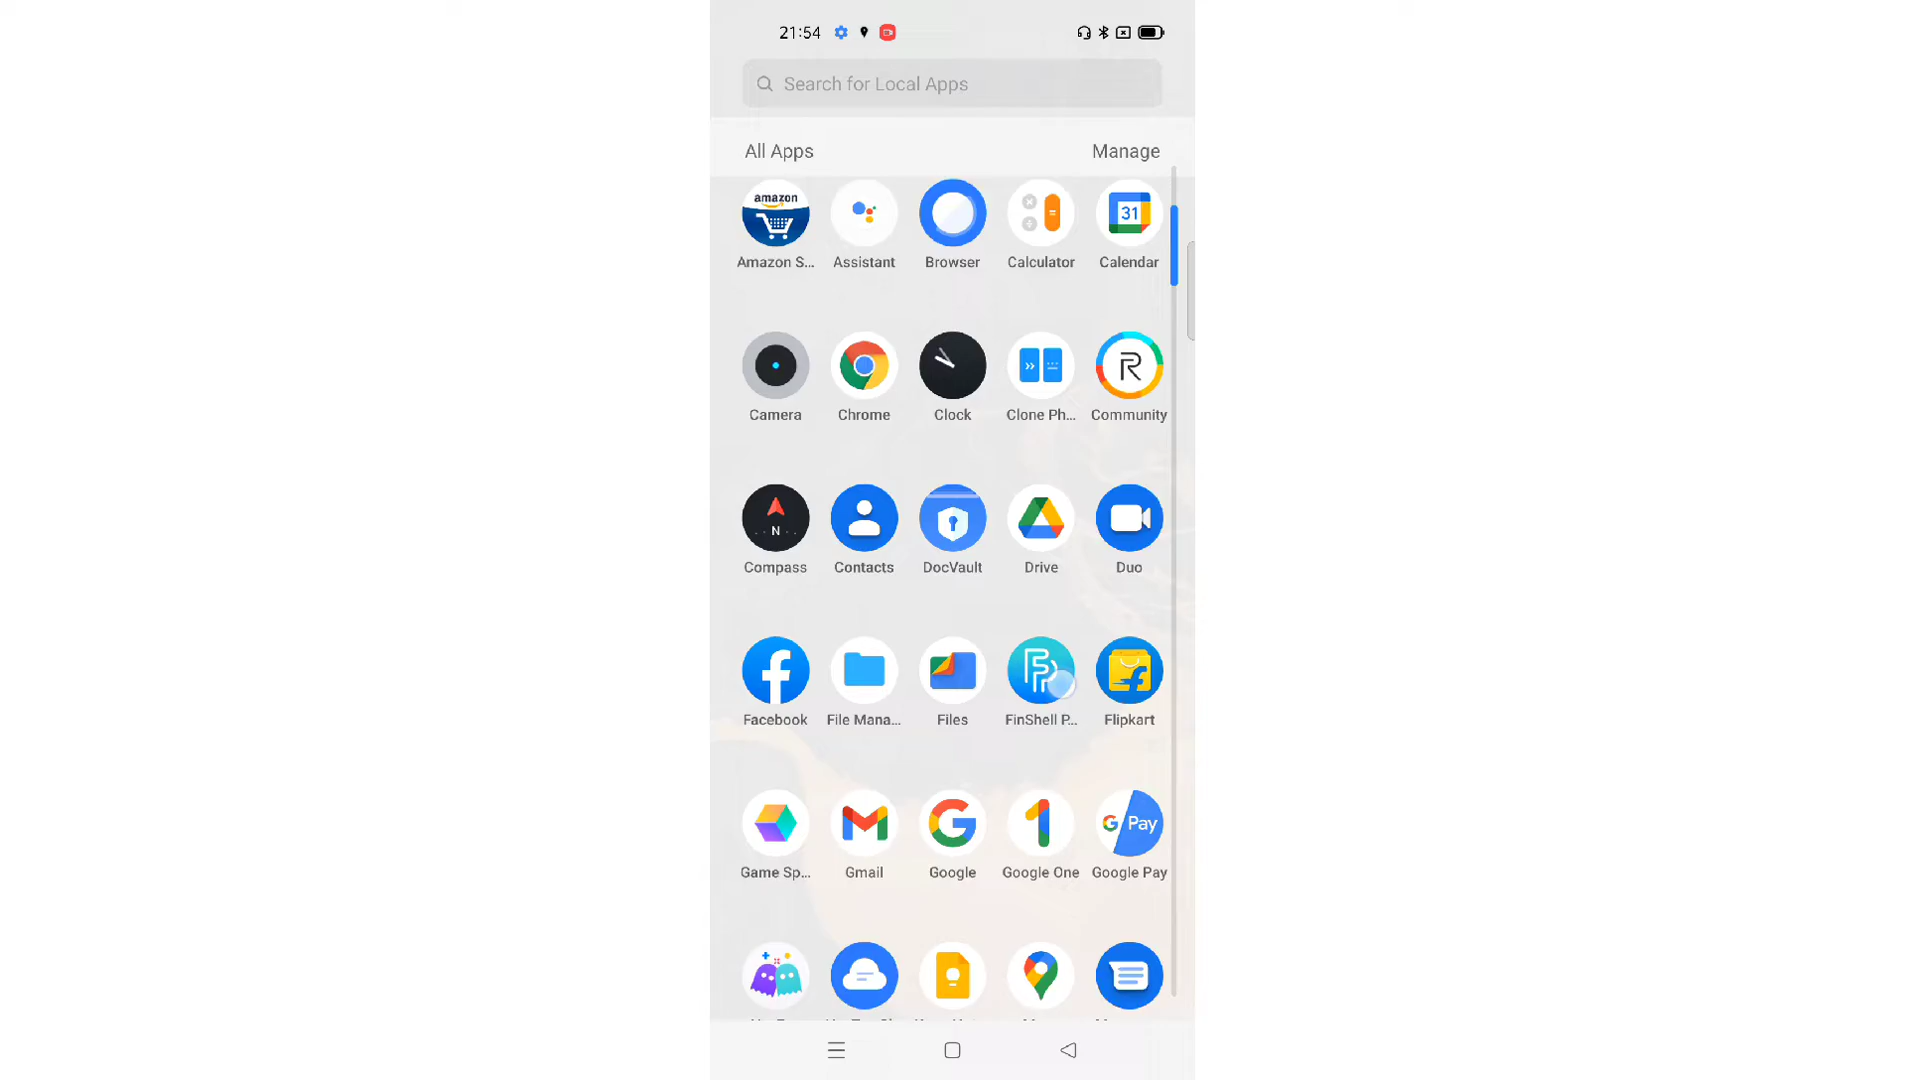 21:54
Search for Local Apps
All Apps Manage
amazon
31
Amazon S... Assistant Browser Calculator Calendar
R
Camera Chrome Clock Clone Ph... Community
N
Compass Contacts DocVault Drive Duo
Facebook File Mana... Files FinShell P... Flipkart
G Pay
Game Sp... Gmail Google Google One Google Pay